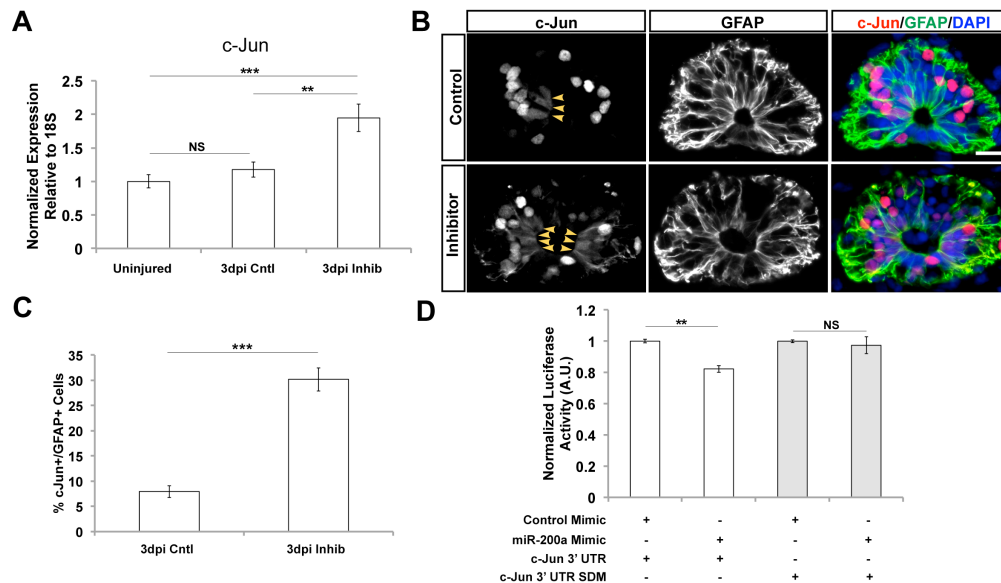 A
c-Jun
Normalized Expression
Relative to 18S
2.5
2
1.5
1
0.5
0
***
**
NS
Uninjured
3dpi Cntl
3dpi Inhib
B
c-Jun
GFAP
c-Jun/GFAP/DAPI
Control
Inhibitor
C
% cJun+/GFAP+ Cells
35
30
25
20
15
10
5
0
***
3dpi Cntl
3dpi Inhib
D
Normalized Luciferase
Activity (A.U.)
1.2
1
0.8
0.6
0.4
0.2
0
**
NS
Control Mimic + - + -
miR-200a Mimic - + - +
c-Jun 3' UTR + + - -
c-Jun 3' UTR SDM - - + +